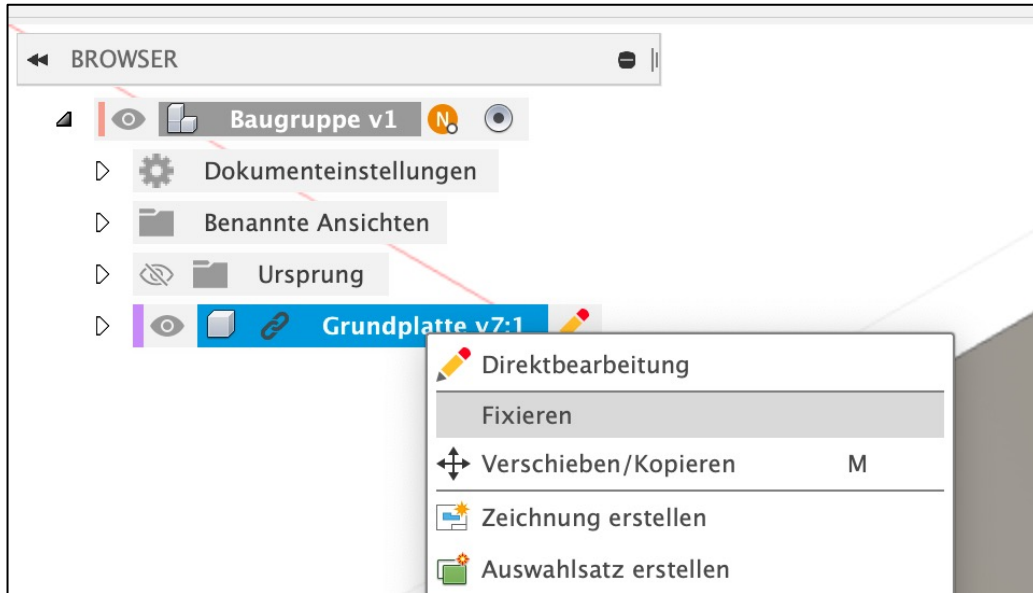 BROWSER
Baugruppe v1 N
Dokumenteinstellungen
Benannte Ansichten
Ursprung
Grundplatte v7:1
Direktbearbeitung
Fixieren
Verschieben/Kopieren M
Zeichnung erstellen
Auswahlsatz erstellen